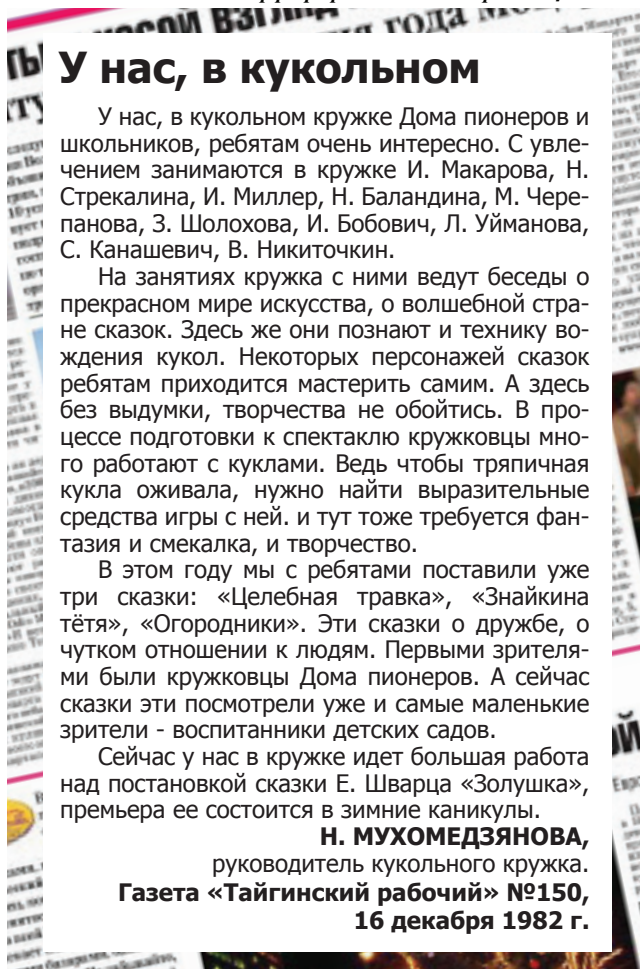 У нас, в кукольном
У нас, в кукольном кружке Дома пионеров и
школьников, ребятам очень интересно. С увле-
чением занимаются в кружке И. Макарова, Н.
Стрекалина, И. Миллер, Н. Баландина, М. Чере-
панова, З. Шолохова, И. Бобович, Л. Уйманова,
С. Канашевич, В. Никиточкин.
На занятиях кружка с ними ведут беседы о
прекрасном мире искусства, о волшебной стра-
не сказок. Здесь же они познают и технику во-
ждения кукол. Некоторых персонажей сказок
ребятам приходится мастерить самим. А здесь
без выдумки, творчества не обойтись. В про-
цессе подготовки к спектаклю кружковцы мно-
го работают с куклами. Ведь чтобы тряпичная
кукла оживала, нужно найти выразительные
средства игры с ней. и тут тоже требуется фан-
тазия и смекалка, и творчество.
В этом году мы с ребятами поставили уже
три сказки: «Целебная травка», «Знайкина
тётя», «Огородники». Эти сказки о дружбе, о
чутком отношении к людям. Первыми зрителя-
ми были кружковцы Дома пионеров. А сейчас
сказки эти посмотрели уже и самые маленькие
зрители - воспитанники детских садов.
Сейчас у нас в кружке идет большая работа
над постановкой сказки Е. Шварца «Золушка»,
премьера ее состоится в зимние каникулы.
Н. МУХОМЕДЗЯНОВА,
руководитель кукольного кружка.
Газета «Тайгинский рабочий» №150,
16 декабря 1982 г.